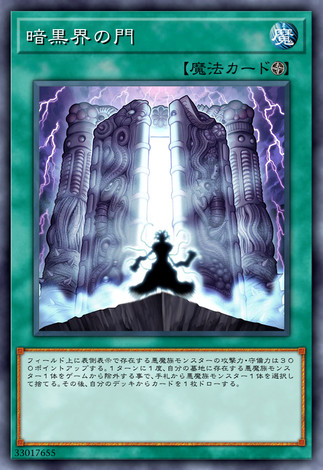 暗黒界の門
魔
【魔法カード】
フィールド上に表側表示で存在する悪魔族モンスターの攻撃力・守備力は３０
０ポイントアップする。１ターンに１度、自分の墓地に存在する悪魔族モンスタ
ー１体をゲームから除外する事で、手札から悪魔族モンスター１体を選択し
て捨てる。その後、自分のデッキからカードを１枚ドローする。
33017655